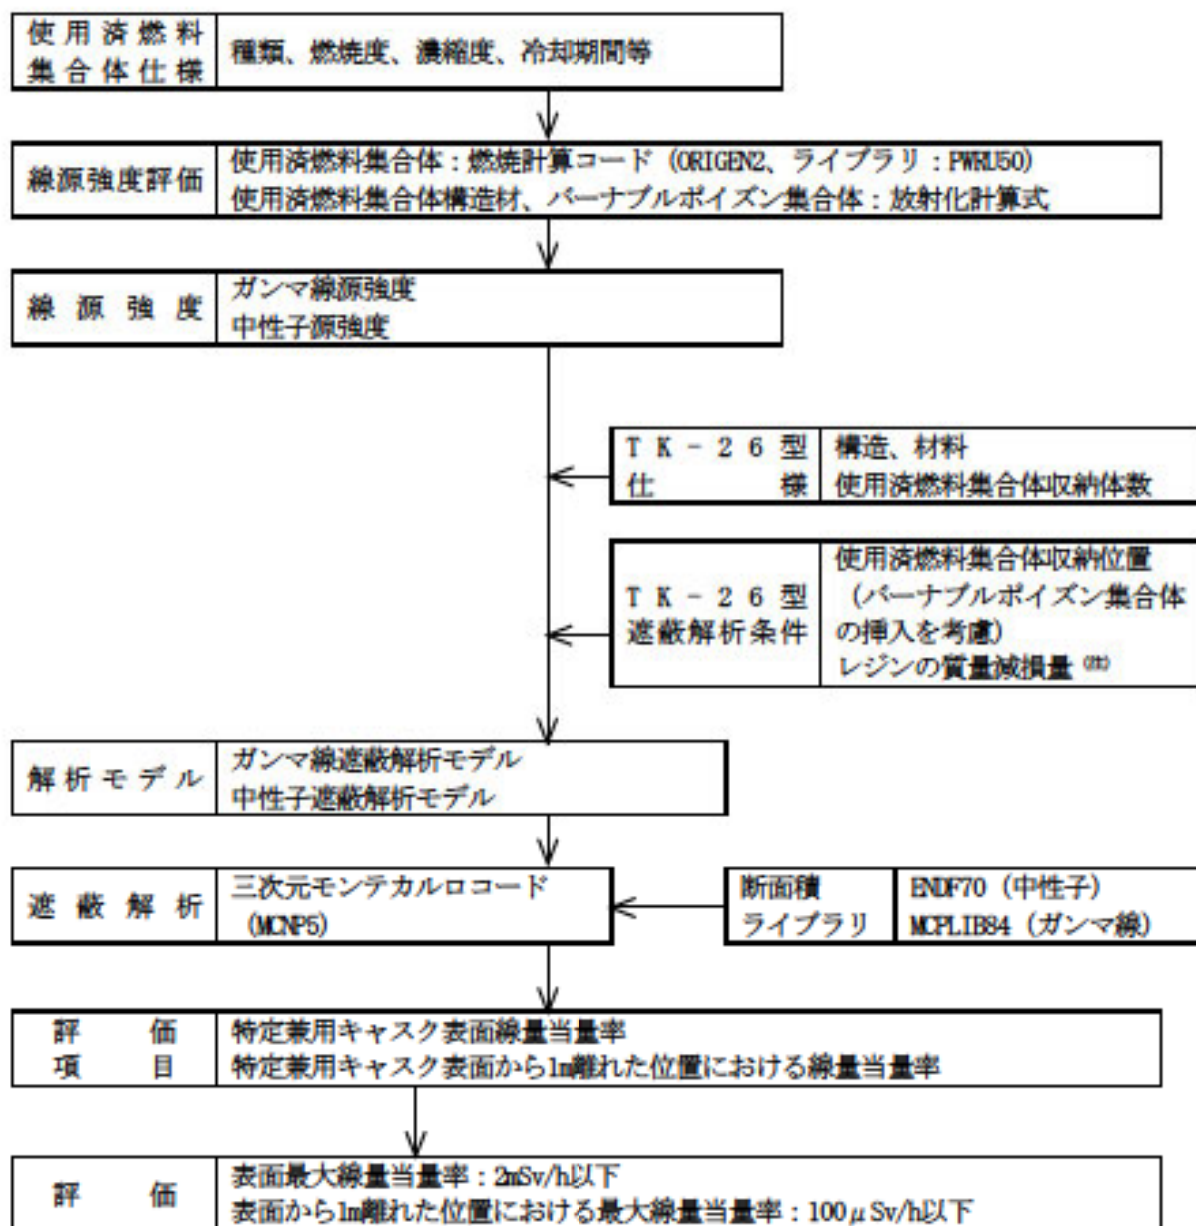 使用済燃料
集合体仕様
種類、燃焼度、濃縮度、冷却期間等
線源強度評価
使用済燃料集合体：燃焼計算コード（ORIGEN2、ライブラリ：PWRU50）
使用済燃料集合体構造材、バーナブルポイズン集合体：放射化計算式
線源強度
ガンマ線源強度
中性子源強度
TK-26型
仕様
構造、材料
使用済燃料集合体収納体数
TK-26型
遮蔽解析条件
使用済燃料集合体収納位置
（バーナブルポイズン集合体
の挿入を考慮）
レジンの質量減損量（注）
解析モデル
ガンマ線遮蔽解析モデル
中性子遮蔽解析モデル
遮蔽解析
三次元モンテカルロコード
（MCNP5）
断面積
ライブラリ
ENDF70（中性子）
MCPLIB84（ガンマ線）
評価
項目
特定兼用キャスク表面線量当量率
特定兼用キャスク表面から1m離れた位置における線量当量率
評価
表面最大線量当量率：2mSv/h以下
表面から1m離れた位置における最大線量当量率：100μSv/h以下